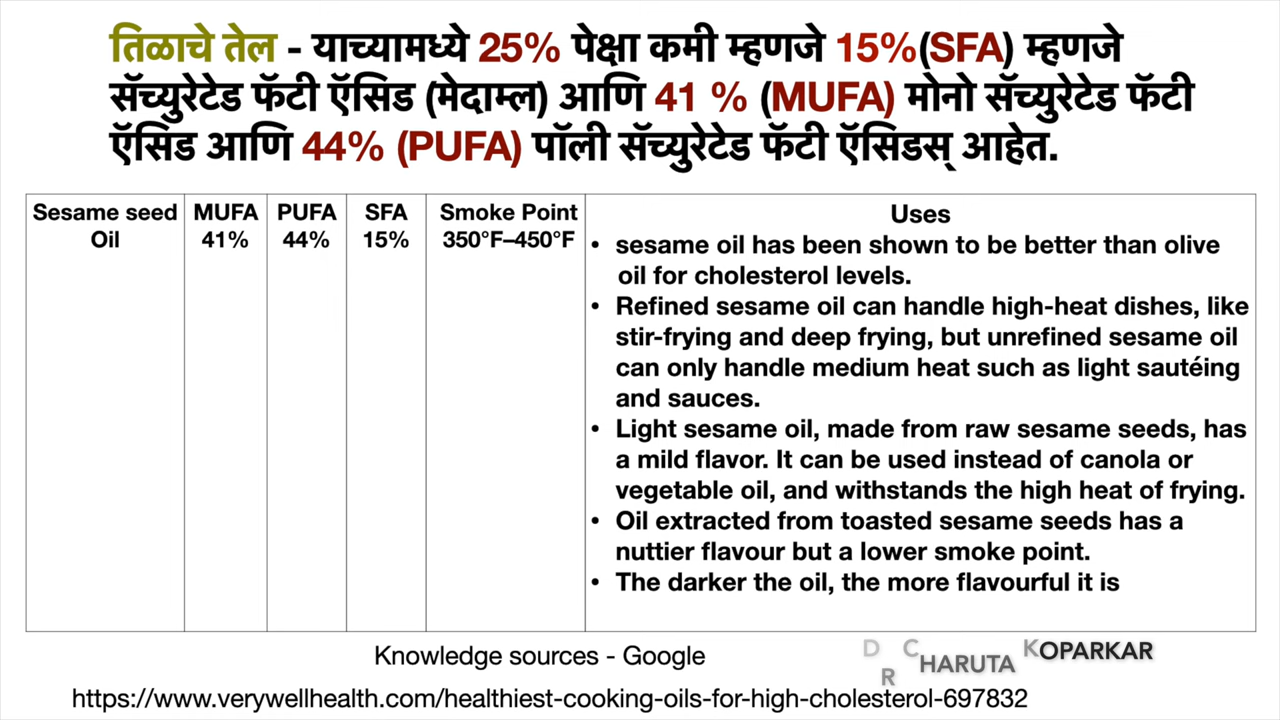 तिळाचे तेल - याच्यामध्ये 25% पेक्षा कमी म्हणजे 15%(SFA) म्हणजे
सॅच्युरेटेड फॅटी ऍसिड (मेदाम्ल) आणि 41 % (MUFA) मोनो सॅच्युरेटेड फॅटी
ऍसिड आणि 44% (PUFA) पॉली सॅच्युरेटेड फॅटी ऍसिडस् आहेत.
Sesame seed Oil MUFA 41% PUFA 44% SFA 15% Smoke Point 350°F–450°F
Uses
• sesame oil has been shown to be better than olive
oil for cholesterol levels.
• Refined sesame oil can handle high-heat dishes, like
stir-frying and deep frying, but unrefined sesame oil
can only handle medium heat such as light sautéing
and sauces.
• Light sesame oil, made from raw sesame seeds, has
a mild flavor. It can be used instead of canola or
vegetable oil, and withstands the high heat of frying.
• Oil extracted from toasted sesame seeds has a
nuttier flavour but a lower smoke point.
• The darker the oil, the more flavourful it is
Knowledge sources - Google
DR CHARUTA KOPARKAR
https://www.verywellhealth.com/healthiest-cooking-oils-for-high-cholesterol-697832